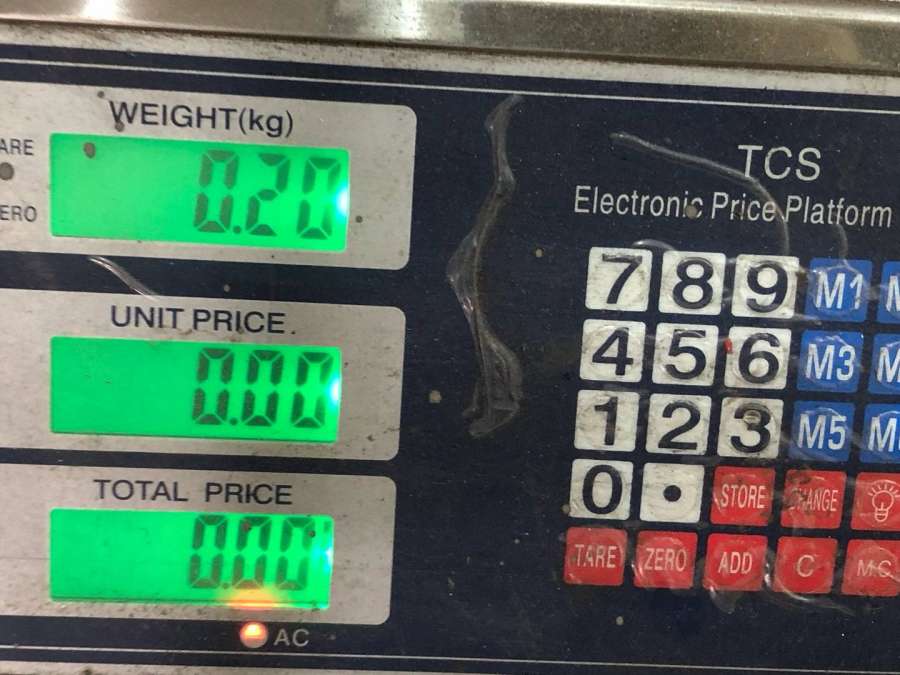 WEIGHT(kg)
ARE
0.20
ERO
UNIT PRICE
0.00
TOTAL PRICE
0.00
AC
TCS
Electronic Price Platform
7 8 9 M1 M
4 5 6 M3 M
1 2 3 M5 M
0 . STORE CHANGE
TARE ZERO ADD C M.C